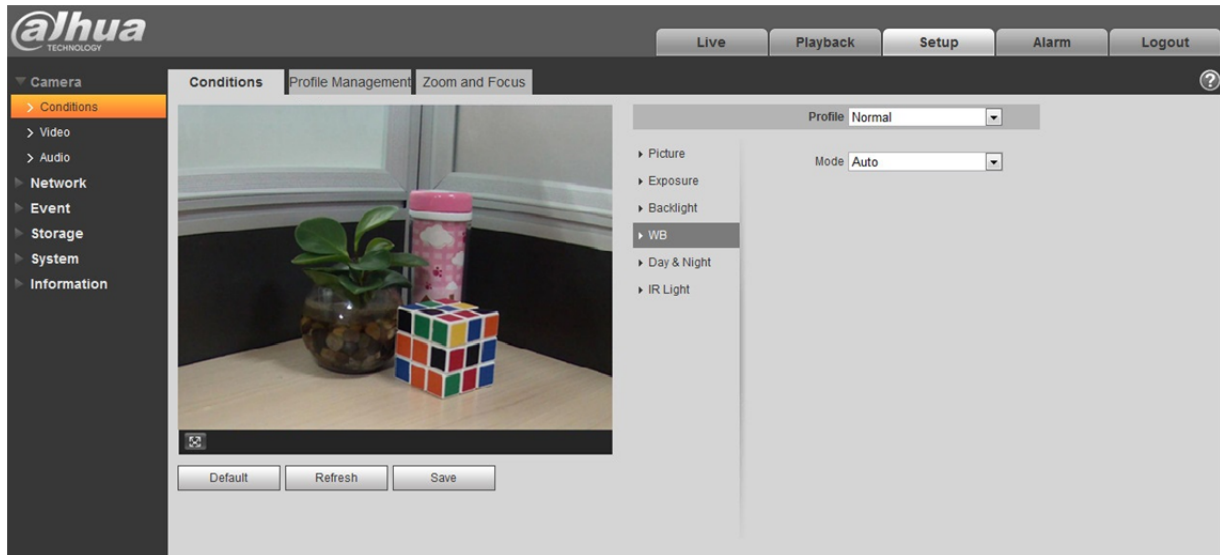 alhua
TECHNOLOGY
Live
Playback
Setup
Alarm
Logout
Camera
Conditions
Video
Audio
Network
Event
Storage
System
Information
Conditions
Profile Management
Zoom and Focus
?
Default
Refresh
Save
Profile Normal
Picture
Exposure
Backlight
WB
Day & Night
IR Light
Mode Auto